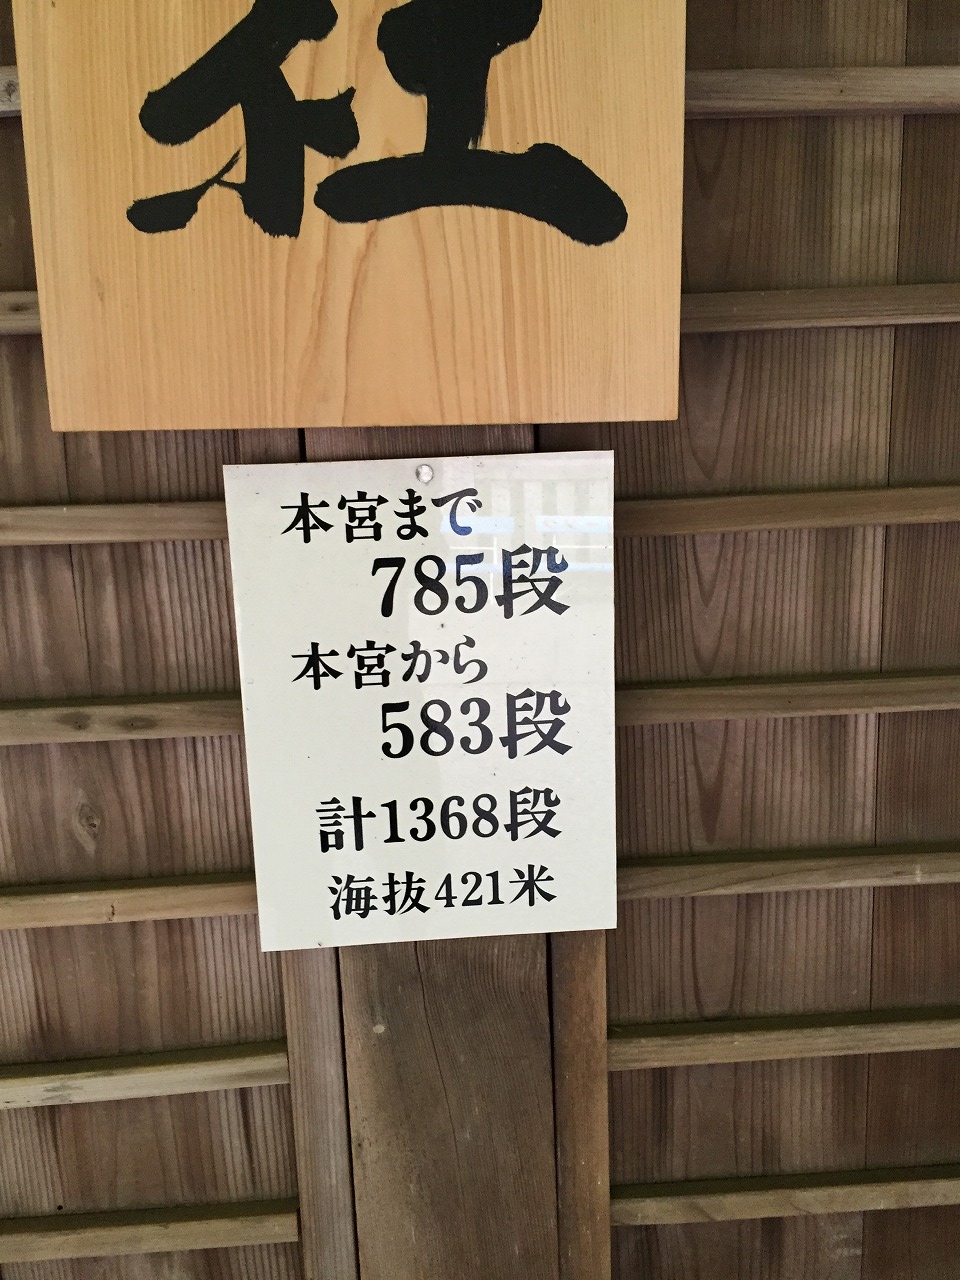 社
本宮まで
785段
本宮から
583段
計1368段
海抜421米